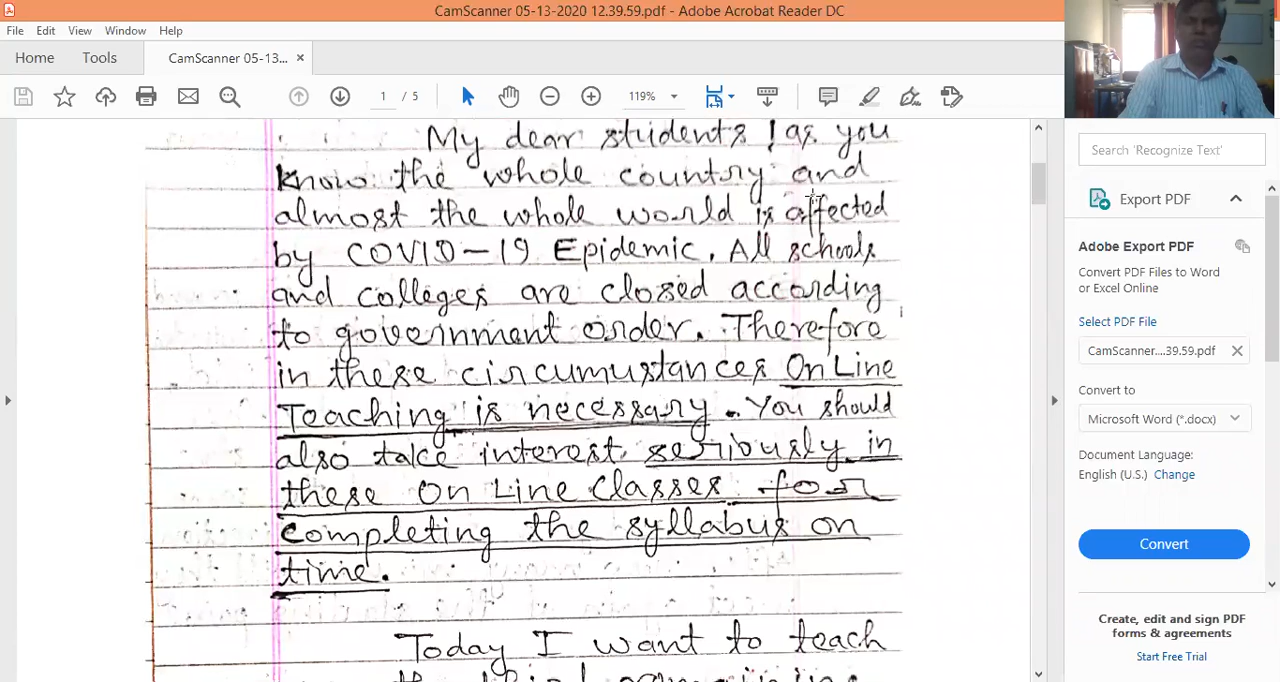 CamScanner 05-13-2020 12.39.59.pdf - Adobe Acrobat Reader DC
File Edit View Window Help
Home Tools CamScanner 05-13... ×
1 / 5 119%
My dear students ! as you
know the whole country and
almost the whole world is affected
by COVID-19 Epidemic. All schools
and colleges are closed according
to government order. Therefore
in these circumustances On Line
Teaching is necessary. You should
also take interest seriously in
these On Line Classes for
completing the syllabus on
time.
Today I want to teach
Search 'Recognize Text'
Export PDF
Adobe Export PDF
Convert PDF Files to Word
or Excel Online
Select PDF File
CamScanner....39.59.pdf ×
Convert to
Microsoft Word (*.docx)
Document Language:
English (U.S.) Change
Convert
Create, edit and sign PDF
forms & agreements
Start Free Trial